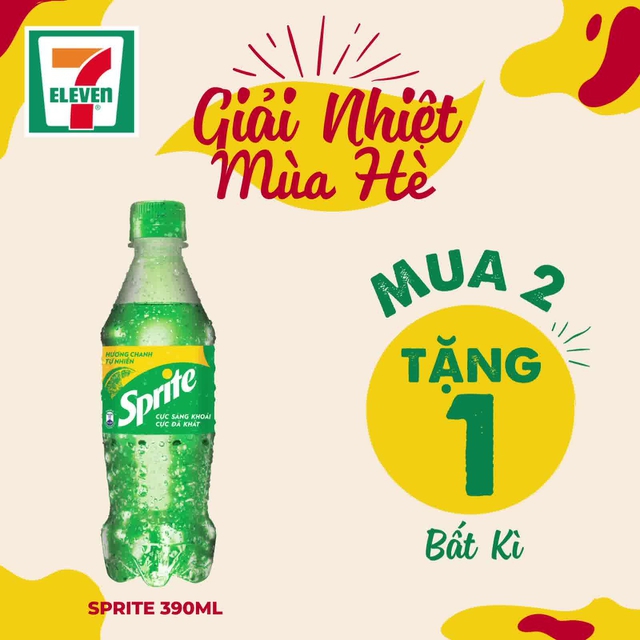 7
ELEVEN
®
Giải Nhiệt
Mùa Hè
MUA 2
TẶNG
1
Bất Kì
HƯƠNG CHANH
TỰ NHIÊN
Sprite
CỰC SẢNG KHOÁI
CỰC ĐÃ KHÁT
SPRITE 390ML